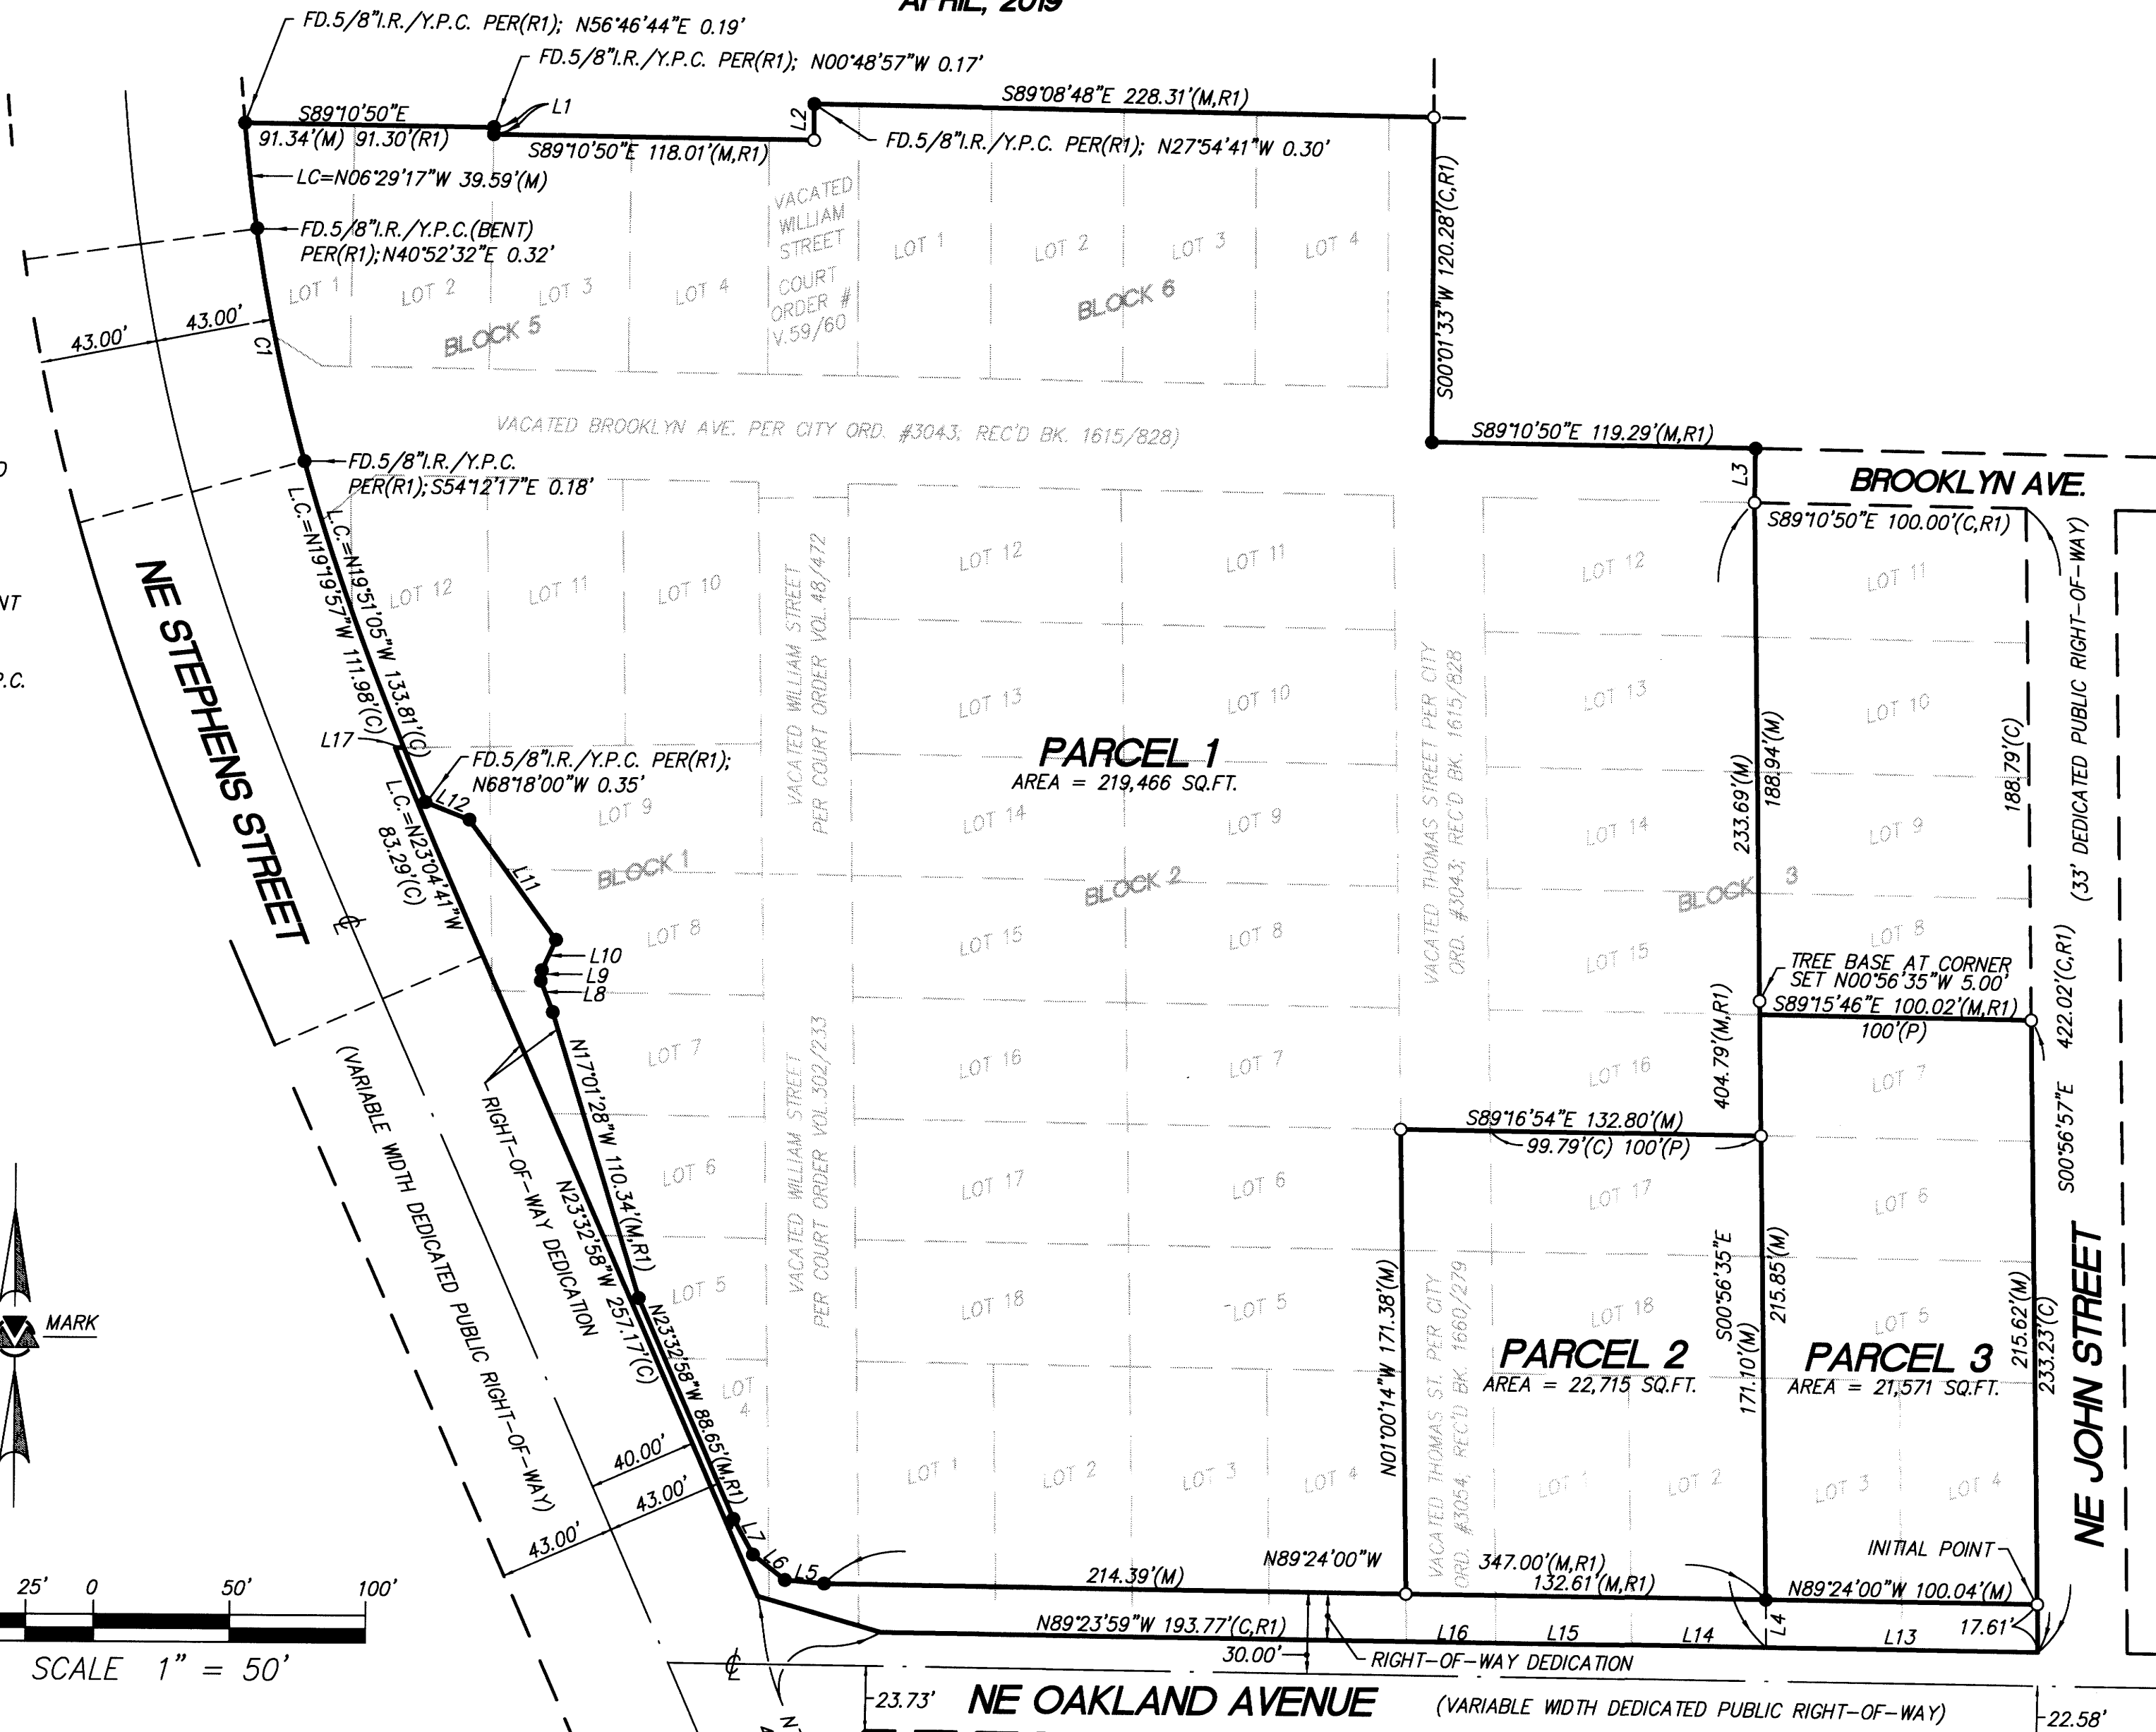 APRIL, 2019
FD.5/8"I.R./Y.P.C. PER(R1); N56°46'44"E 0.19'
FD.5/8"I.R./Y.P.C. PER(R1); N00°48'57"W 0.17'
S89°10'50"E
91.34'(M) 91.30'(R1)
L1
S89°10'50"E 118.01'(M,R1)
L2
S89°08'48"E 228.31'(M,R1)
FD.5/8"I.R./Y.P.C. PER(R1); N27°54'41"W 0.30'
LC=N06°29'17"W 39.59'(M)
FD.5/8"I.R./Y.P.C.(BENT)
PER(R1);N40°52'32"E 0.32'
43.00'
43.00'
C1
LOT 1
LOT 2
LOT 3
LOT 4
BLOCK 5
VACATED
WILLIAM
STREET
COURT
ORDER #
V.59/60
LOT 1
LOT 2
LOT 3
LOT 4
BLOCK 6
S00°01'33"W 120.28'(C,R1)
VACATED BROOKLYN AVE. PER CITY ORD. #3043; REC'D BK. 1615/828)
S89°10'50"E 119.29'(M,R1)
L3
BROOKLYN AVE.
S89°10'50"E 100.00'(C,R1)
FD.5/8"I.R./Y.P.C.
PER(R1);S54°12'17"E 0.18'
L.C.=N19°51'05"W 133.81'(C)
L.C.=N19°19'57"W 111.98'(C)
NT
P.C.
NE STEPHENS STREET
LOT 12
LOT 11
LOT 10
VACATED WILLIAM STREET
PER COURT ORDER VOL.48/472
LOT 12
LOT 11
LOT 13
LOT 10
PARCEL 1
AREA = 219,466 SQ.FT.
LOT 14
LOT 9
BLOCK 2
LOT 15
LOT 8
LOT 16
LOT 7
LOT 17
LOT 6
LOT 18
LOT 5
LOT 1
LOT 2
LOT 3
LOT 4
VACATED THOMAS STREET PER CITY
ORD. #3043; REC'D BK. 1615/828
LOT 12
LOT 13
LOT 14
BLOCK 3
LOT 15
LOT 16
233.69'(M)
188.94'(M)
404.79'(M,R1)
LOT 11
LOT 10
LOT 9
LOT 8
188.79'(C)
(33' DEDICATED PUBLIC RIGHT-OF-WAY)
S00°56'57"E 422.02'(C,R1)
NE JOHN STREET
L17
FD.5/8"I.R./Y.P.C. PER(R1);
N68°18'00"W 0.35'
L12
L.C.=N23°04'41"W
83.29'(C)
LOT 9
BLOCK 1
L11
LOT 8
L10
L9
L8
LOT 7
LOT 6
LOT 5
LOT
4
VACATED WILLIAM STREET
PER COURT ORDER VOL.302/233
N17°01'28"W 110.34'(M,R1)
RIGHT-OF-WAY DEDICATION
N23°32'58"W 257.17'(C)
N23°32'58"W 88.65'(M,R1)
(VARIABLE WIDTH DEDICATED PUBLIC RIGHT-OF-WAY)
40.00'
43.00'
43.00'
TREE BASE AT CORNER
SET N00°56'35"W 5.00'
S89°15'46"E 100.02'(M,R1)
100'(P)
LOT 7
LOT 6
LOT 5
S89°16'54"E 132.80'(M)
99.79'(C) 100'(P)
LOT 17
LOT 18
N01°00'14"W 171.38'(M)
VACATED THOMAS ST. PER CITY
ORD. #3054, REC'D BK. 1660/279
PARCEL 2
AREA = 22,715 SQ.FT.
S00°56'35"E
171.10'(M)
215.85'(M)
PARCEL 3
AREA = 21,571 SQ.FT.
215.62'(M)
233.23'(C)
LOT 1
LOT 2
LOT 3
LOT 4
INITIAL POINT
MARK
L7
L6
L5
214.39'(M)
N89°24'00"W
347.00'(M,R1)
132.61'(M,R1)
N89°24'00"W 100.04'(M)
17.61'
N89°23'59"W 193.77'(C,R1)
L16
L15
L14
L4
L13
30.00'
RIGHT-OF-WAY DEDICATION
25'
0
50'
100'
SCALE 1" = 50'
23.73'
NE OAKLAND AVENUE
(VARIABLE WIDTH DEDICATED PUBLIC RIGHT-OF-WAY)
22.58'